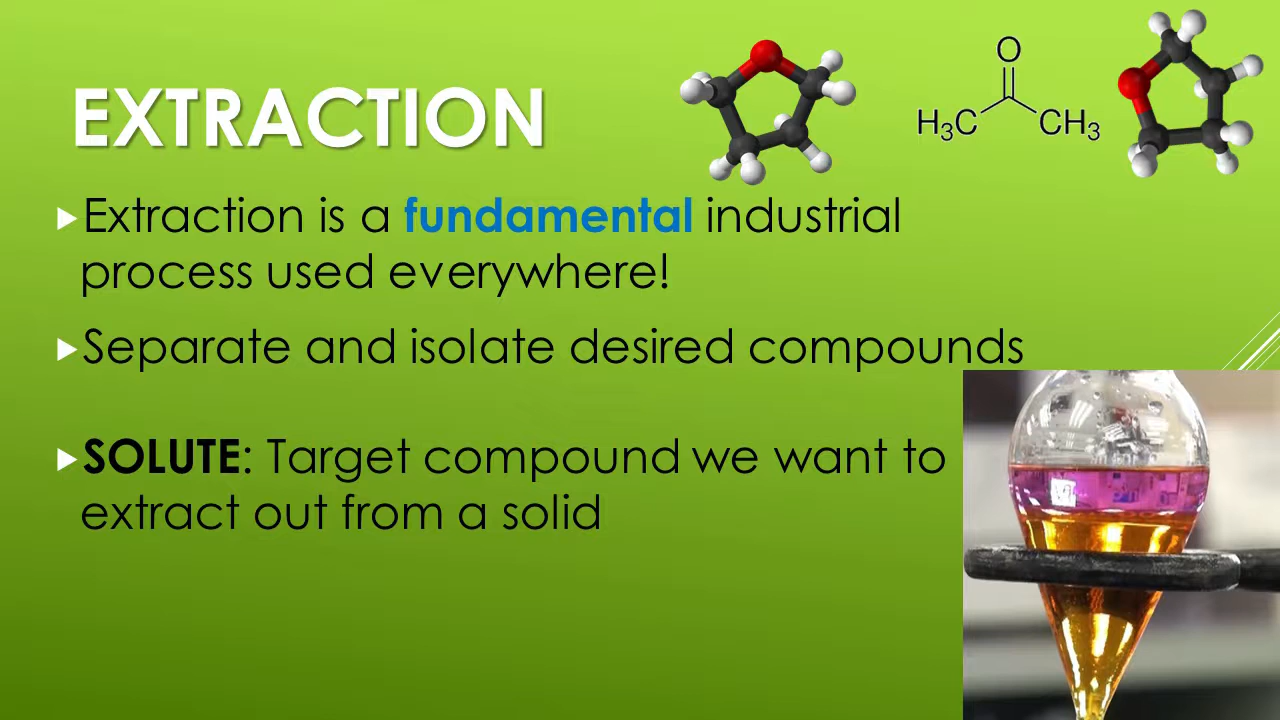 EXTRACTION
O
H₃C CH₃
Extraction is a fundamental industrial
process used everywhere!
Separate and isolate desired compounds
SOLUTE: Target compound we want to
extract out from a solid